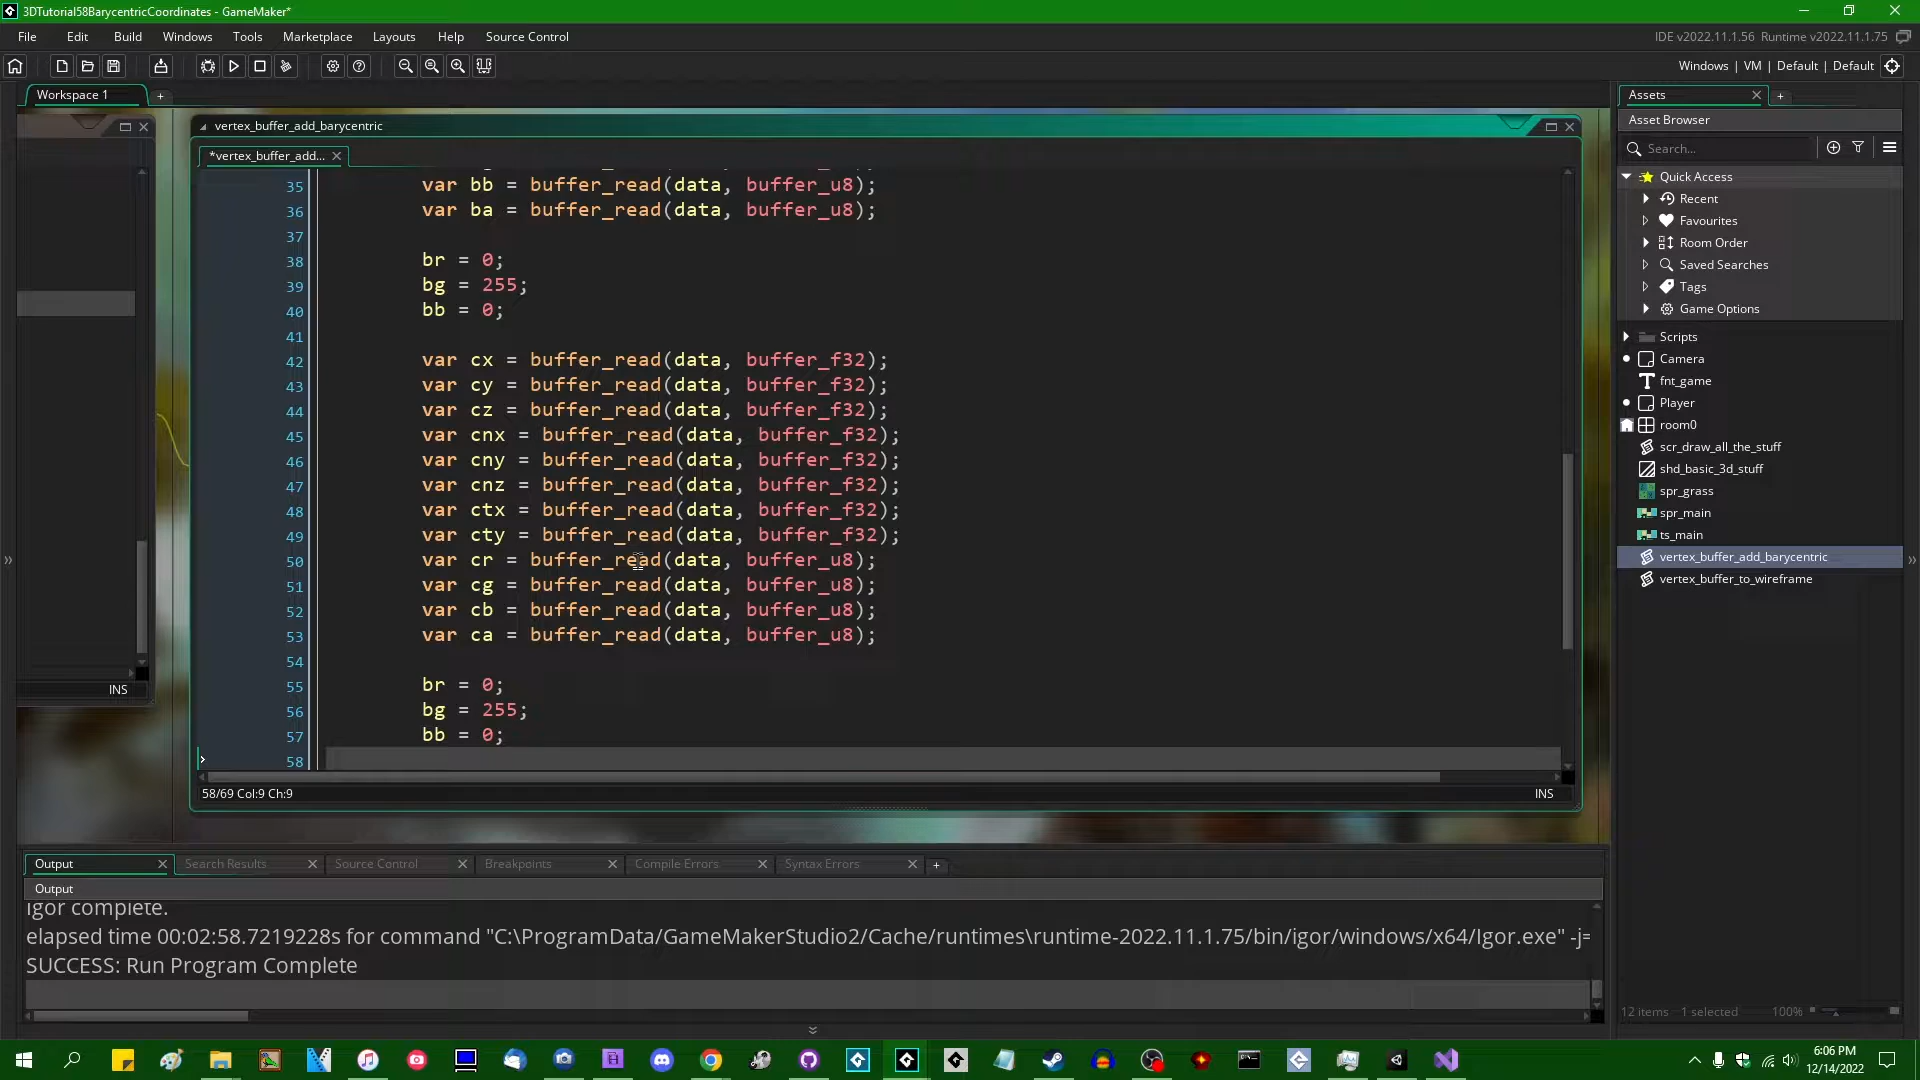 3DTutorial58BarycentricCoordinates - GameMaker*
File Edit Build Windows Tools Marketplace Layouts Help Source Control
IDE v2022.11.1.56 Runtime v2022.11.1.75
Windows | VM | Default | Default
Workspace 1
vertex_buffer_add_barycentric
*vertex_buffer_add...
35 var bb = buffer_read(data, buffer_u8);
36 var ba = buffer_read(data, buffer_u8);
37
38 br = 0;
39 bg = 255;
40 bb = 0;
41
42 var cx = buffer_read(data, buffer_f32);
43 var cy = buffer_read(data, buffer_f32);
44 var cz = buffer_read(data, buffer_f32);
45 var cnx = buffer_read(data, buffer_f32);
46 var cny = buffer_read(data, buffer_f32);
47 var cnz = buffer_read(data, buffer_f32);
48 var ctx = buffer_read(data, buffer_f32);
49 var cty = buffer_read(data, buffer_f32);
50 var cr = buffer_read(data, buffer_u8);
51 var cg = buffer_read(data, buffer_u8);
52 var cb = buffer_read(data, buffer_u8);
53 var ca = buffer_read(data, buffer_u8);
54
55 br = 0;
56 bg = 255;
57 bb = 0;
58
58/69 Col:9 Ch:9
INS
INS
Output Search Results Source Control Breakpoints Compile Errors Syntax Errors
Output
Igor complete.
elapsed time 00:02:58.7219228s for command "C:\ProgramData/GameMakerStudio2/Cache/runtimes\runtime-2022.11.1.75/bin/igor/windows/x64/Igor.exe" -j=
SUCCESS: Run Program Complete
Assets
Asset Browser
Search...
Quick Access
Recent
Favourites
Room Order
Saved Searches
Tags
Game Options
Scripts
Camera
fnt_game
Player
room0
scr_draw_all_the_stuff
shd_basic_3d_stuff
spr_grass
spr_main
ts_main
vertex_buffer_add_barycentric
vertex_buffer_to_wireframe
12 items 1 selected 100%
6:06 PM
12/14/2022